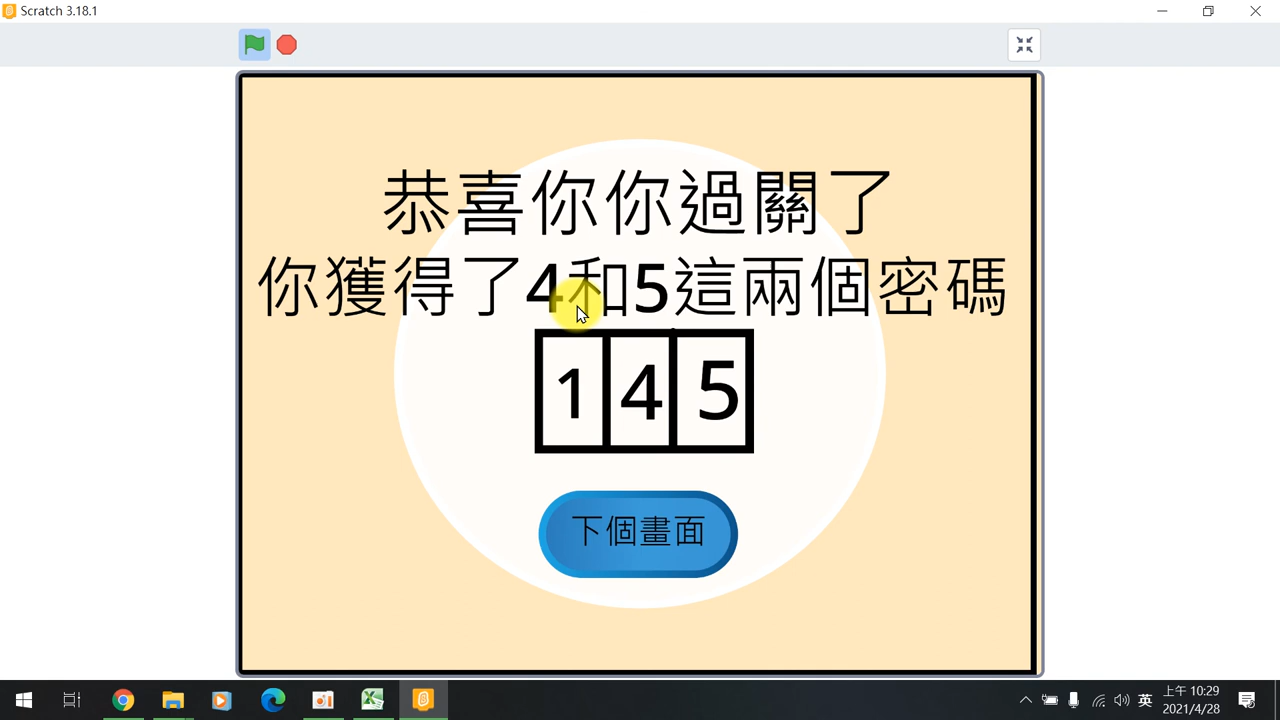 Scratch 3.18.1
恭喜你你過關了
你獲得了4和5這兩個密碼
1 4 5
下個畫面
英
上午 10:29
2021/4/28